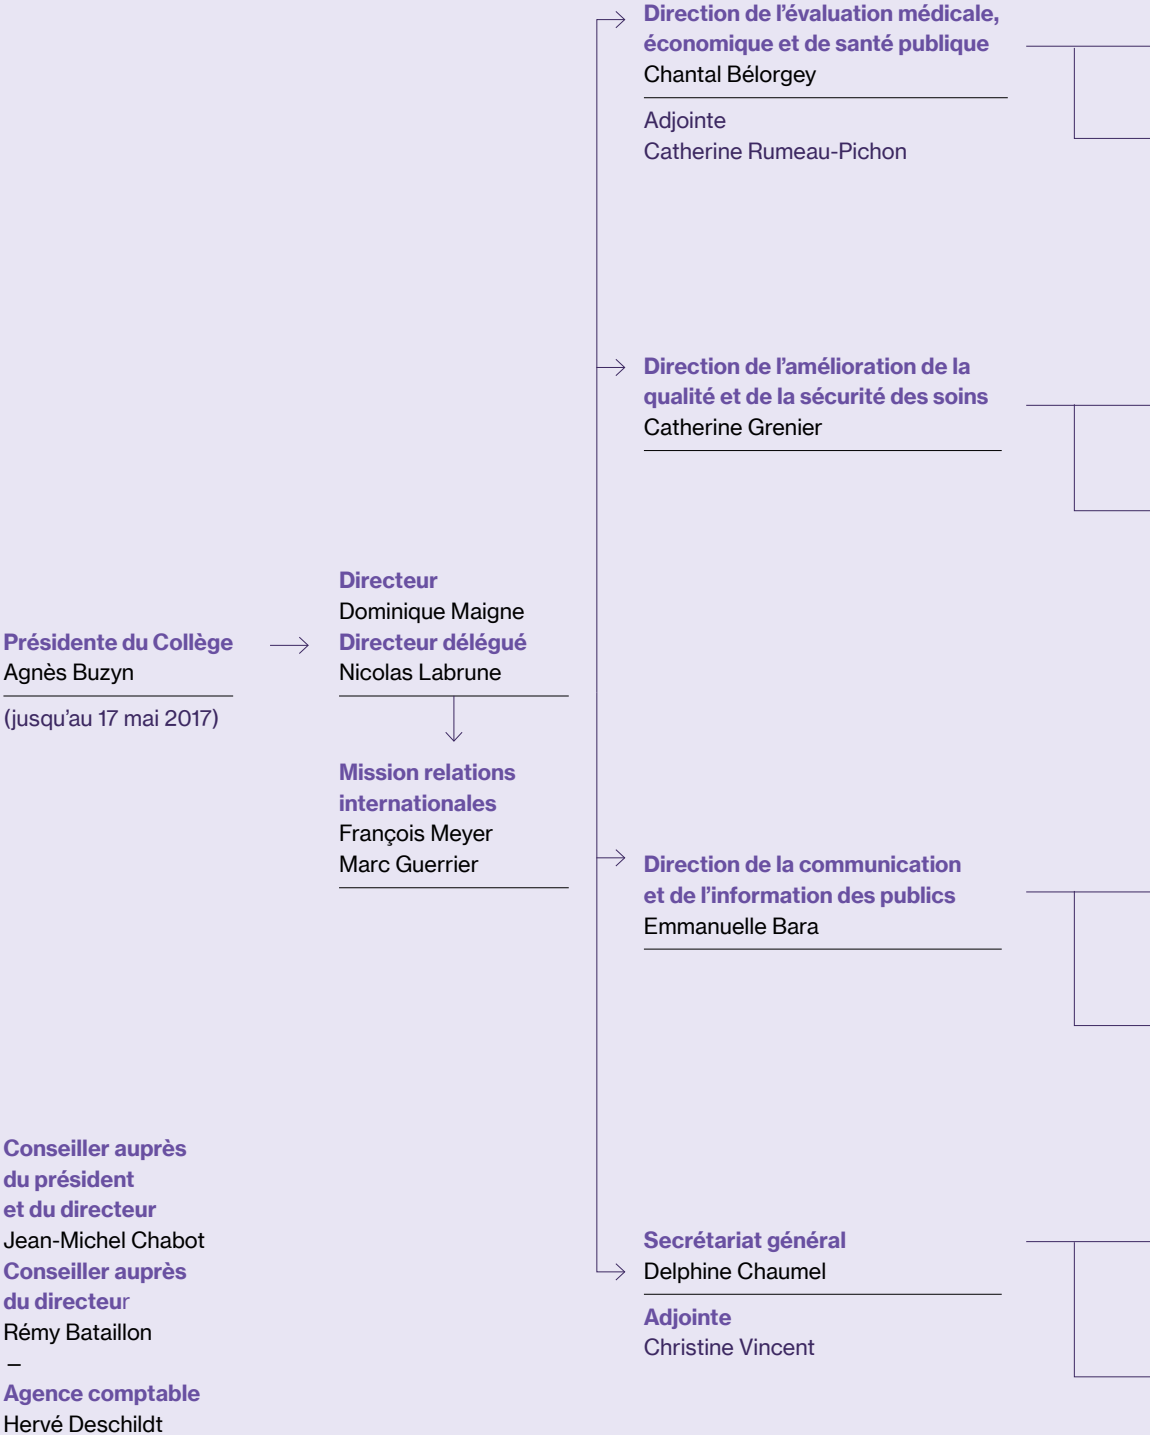 Présidente du Collège
Agnès Buzyn
(jusqu’au 17 mai 2017)
Conseiller auprès
du président
et du directeur
Jean-Michel Chabot
Conseiller auprès
du directeur
Rémy Bataillon
–
Agence comptable
Hervé Deschildt
Directeur
Dominique Maigne
Directeur délégué
Nicolas Labrune
Mission relations
internationales
François Meyer
Marc Guerrier
Direction de l’évaluation médicale,
économique et de santé publique
Chantal Bélorgey
Adjointe
Catherine Rumeau-Pichon
Direction de l’amélioration de la
qualité et de la sécurité des soins
Catherine Grenier
Direction de la communication
et de l’information des publics
Emmanuelle Bara
Secrétariat général
Delphine Chaumel
Adjointe
Christine Vincent